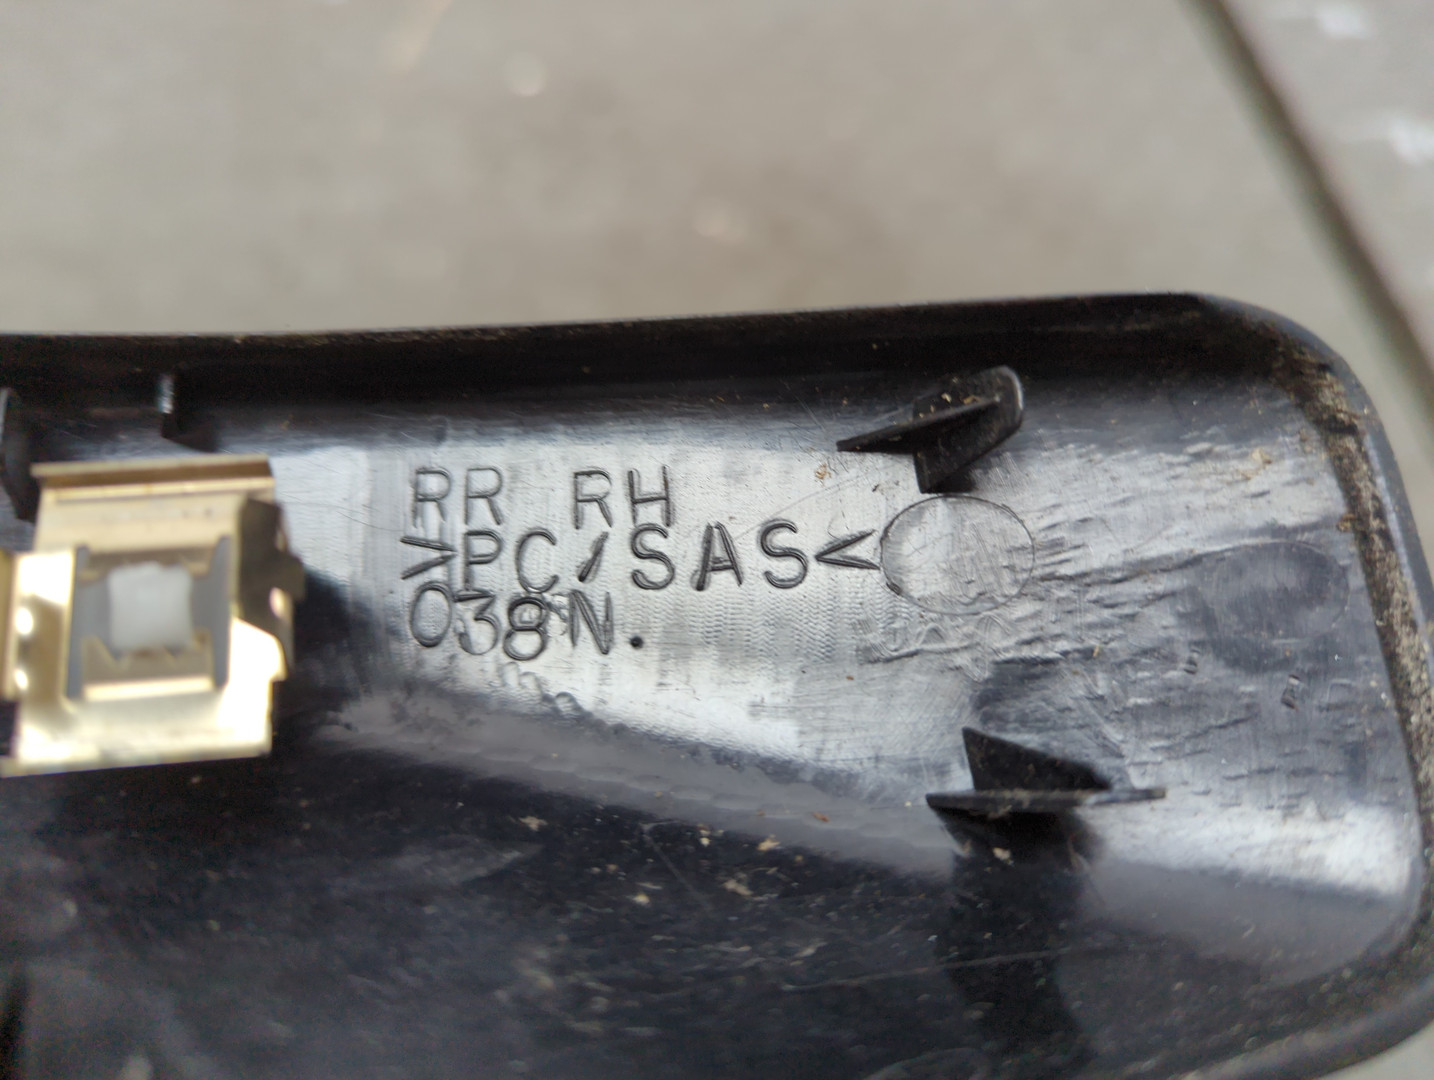 RR RH
>PC/SAS<
038N.